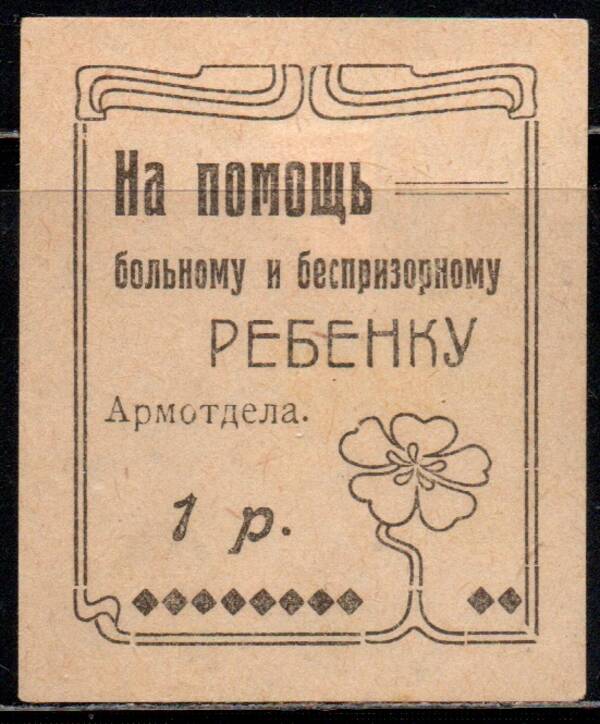 На помощь
больному и беспризорному
РЕБЕНКУ
Армотдела.
1 р.